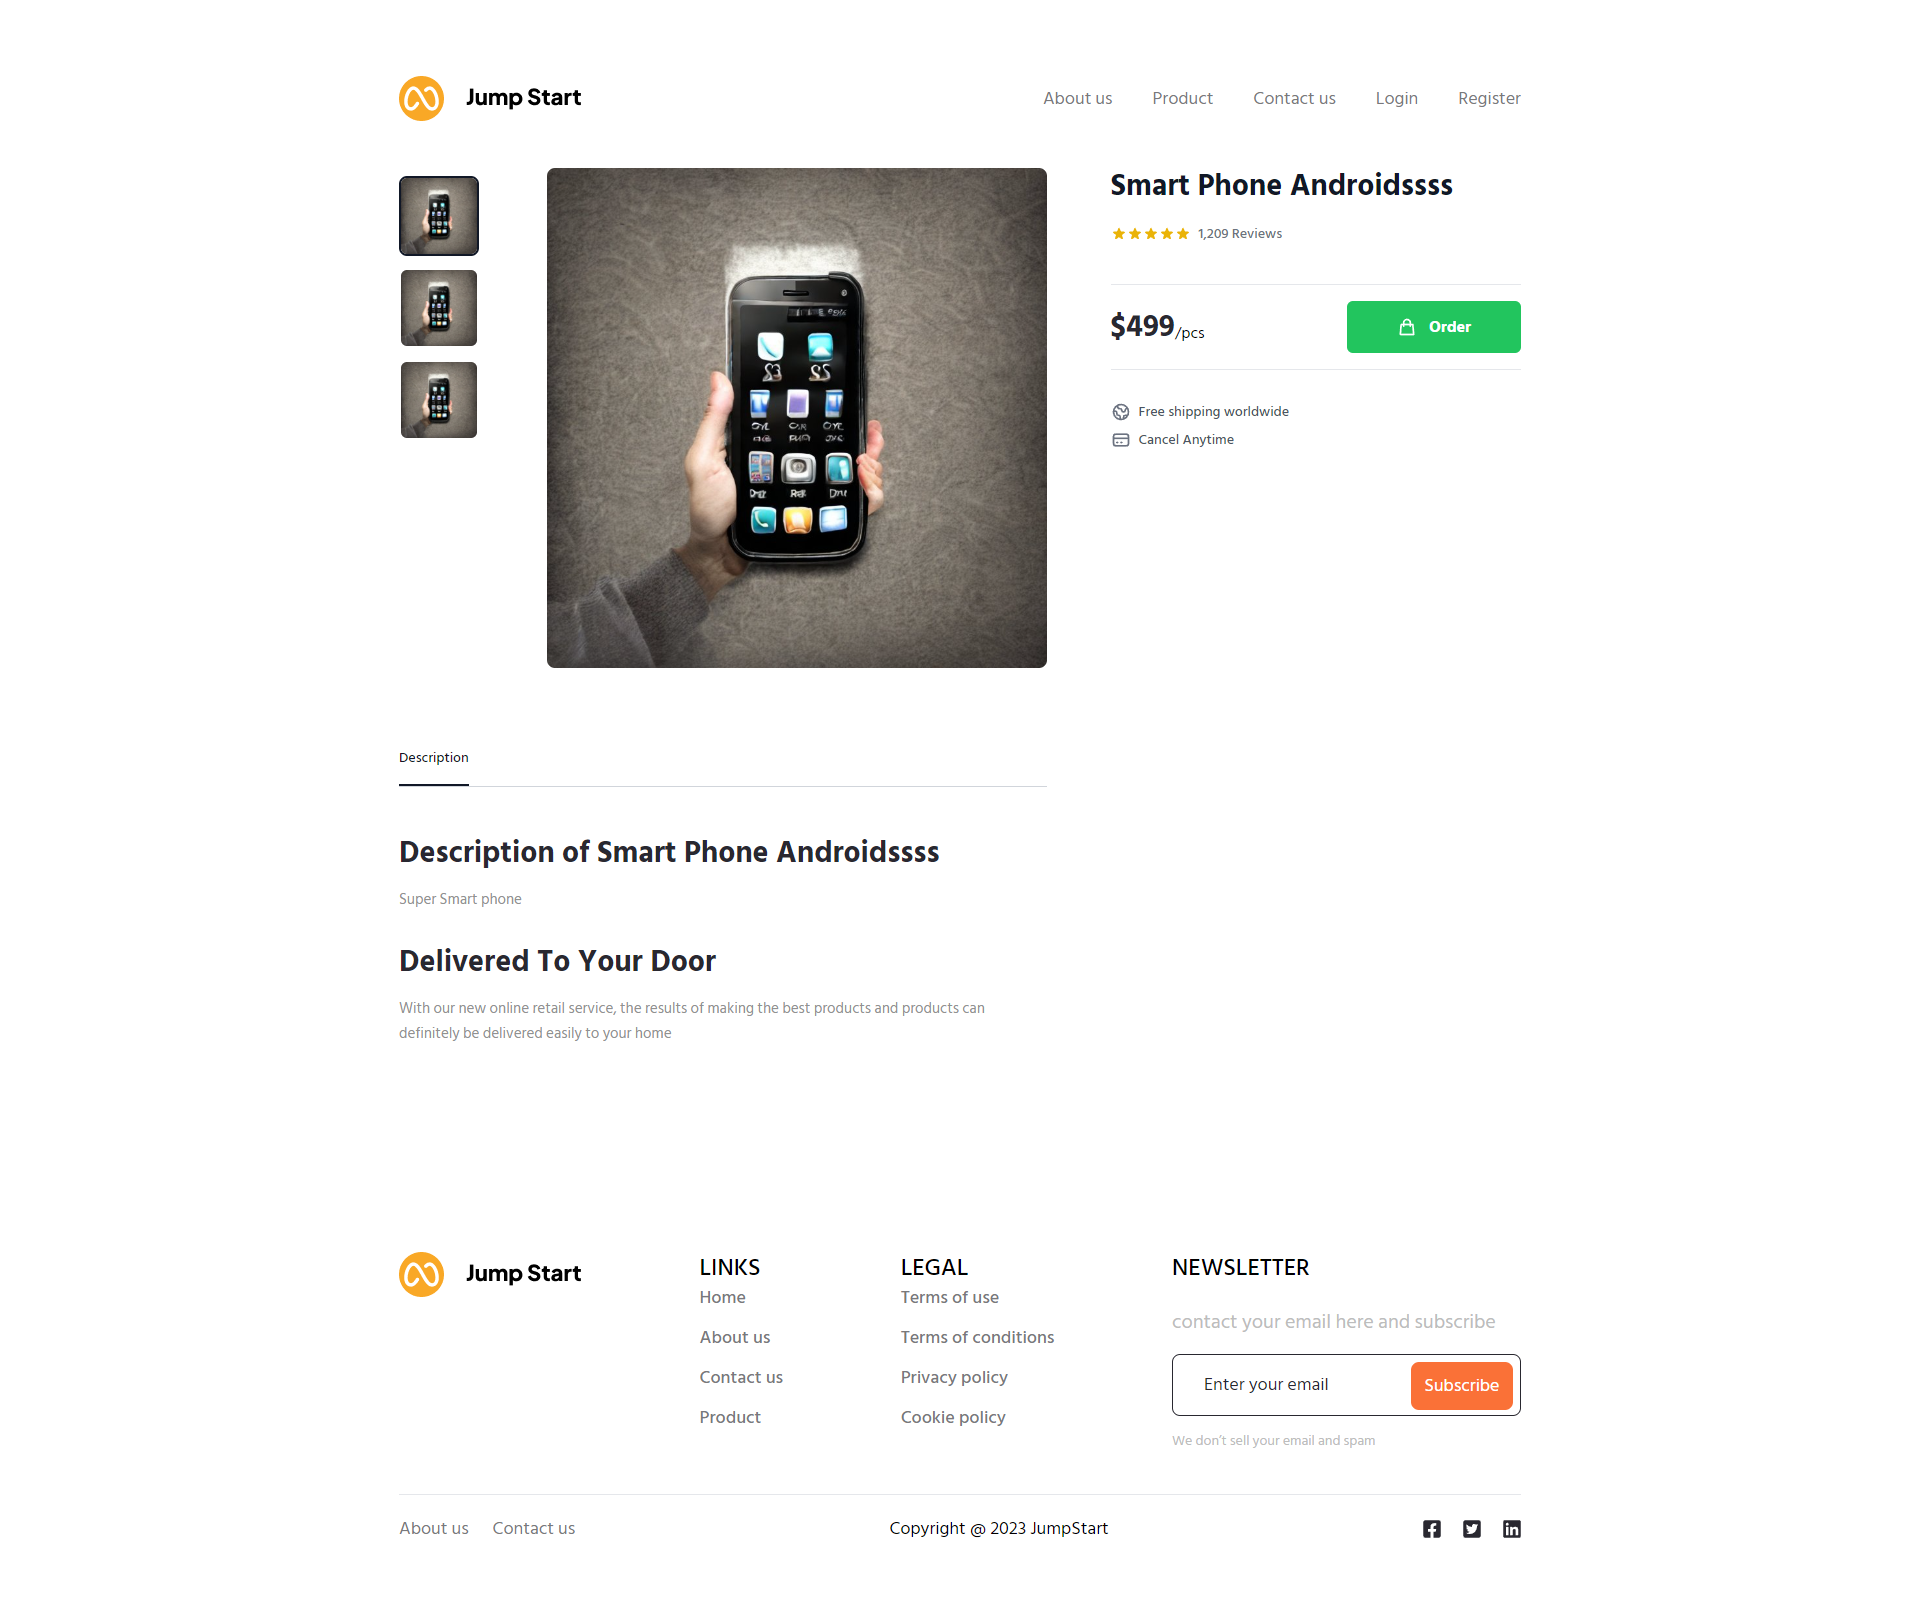 Jump Start
About us
Product
Contact us
Login
Register
Smart Phone Androidssss
1,209 Reviews
$499/pcs
Order
Free shipping worldwide
Cancel Anytime
Description
Description of Smart Phone Androidssss
Super Smart phone
Delivered To Your Door
With our new online retail service, the results of making the best products and products can
definitely be delivered easily to your home
Jump Start
LINKS
Home
About us
Contact us
Product
LEGAL
Terms of use
Terms of conditions
Privacy policy
Cookie policy
NEWSLETTER
contact your email here and subscribe
Enter your email
Subscribe
We don't sell your email and spam
About us
Contact us
Copyright @ 2023 JumpStart